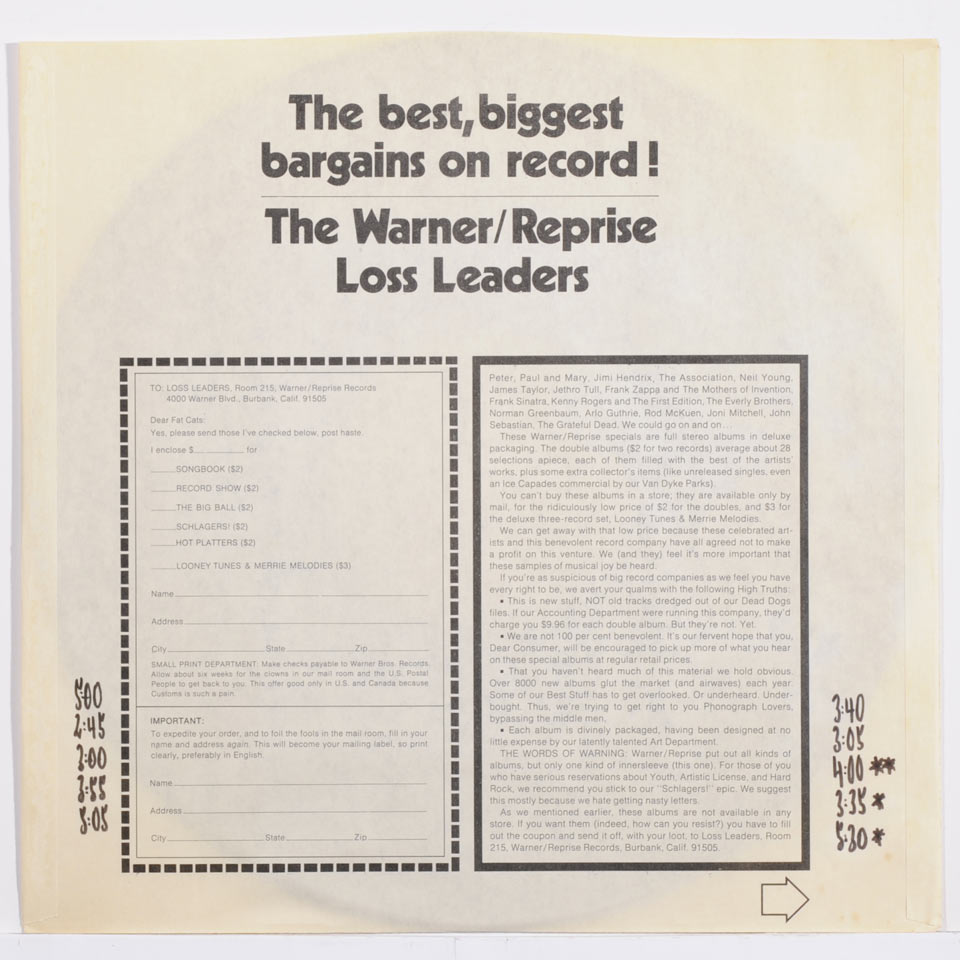 The best, biggest
bargains on record!
The Warner/Reprise
Loss Leaders
TO: LOSS LEADERS, Room 215, Warner/Reprise Records
4000 Warner Blvd., Burbank, Calif. 91505
Dear Fat Cats:
Yes, please send those I've checked below, post haste.
I enclose $__________ for
_____SONGBOOK ($2)
_____RECORD SHOW ($2)
_____THE BIG BALL ($2)
_____SCHLAGERS! ($2)
_____HOT PLATTERS ($2)
_____LOONEY TUNES & MERRIE MELODIES ($3)
Name
Address
City State Zip
SMALL PRINT DEPARTMENT: Make checks payable to Warner Bros. Records.
Allow about six weeks for the clowns in our mail room and the U.S. Postal
People to get back to you. This offer good only in U.S. and Canada because
Customs is such a pain.
IMPORTANT:
To expedite your order, and to foil the fools in the mail room, fill in your
name and address again. This will become your mailing label, so print
clearly, preferably in English.
Name
Address
City State Zip
Peter, Paul and Mary, Jimi Hendrix, The Association, Neil Young,
James Taylor, Jethro Tull, Frank Zappa and The Mothers of Invention,
Frank Sinatra, Kenny Rogers and The First Edition, The Everly Brothers,
Norman Greenbaum, Arlo Guthrie, Rod McKuen, Joni Mitchell, John
Sebastian, The Grateful Dead. We could go on and on...
These Warner/Reprise specials are full stereo albums in deluxe
packaging. The double albums ($2 for two records) average about 28
selections apiece, each of them filled with the best of the artists'
works, plus some extra collector's items (like unreleased singles, even
an Ice Capades commercial by our Van Dyke Parks).
You can't buy these albums in a store; they are available only by
mail, for the ridiculously low price of $2 for the doubles, and $3 for
the deluxe three-record set, Looney Tunes & Merrie Melodies.
We can get away with that low price because these celebrated art-
ists and this benevolent record company have all agreed not to make
a profit on this venture. We (and they) feel it's more important that
these samples of musical joy be heard.
If you're as suspicious of big record companies as we feel you have
every right to be, we avert your qualms with the following High Truths:
• This is new stuff, NOT old tracks dredged out of our Dead Dogs
files. If our Accounting Department were running this company, they'd
charge you $9.96 for each double album. But they're not. Yet.
• We are not 100 per cent benevolent. It's our fervent hope that you,
Dear Consumer, will be encouraged to pick up more of what you hear
on these special albums at regular retail prices.
• That you haven't heard much of this material we hold obvious.
Over 8000 new albums glut the market (and airwaves) each year.
Some of our Best Stuff has to get overlooked. Or underheard. Under-
bought. Thus, we're trying to get right to you Phonograph Lovers,
bypassing the middle men.
• Each album is divinely packaged, having been designed at no
little expense by our latently talented Art Department.
THE WORDS OF WARNING: Warner/Reprise put out all kinds of
albums, but only one kind of innersleeve (this one). For those of you
who have serious reservations about Youth, Artistic License, and Hard
Rock, we recommend you stick to our "Schlagers!" epic. We suggest
this mostly because we hate getting nasty letters.
As we mentioned earlier, these albums are not available in any
store. If you want them (indeed, how can you resist?) you have to fill
out the coupon and send it off, with your loot, to Loss Leaders, Room
215, Warner/Reprise Records, Burbank, Calif. 91505.
5:00
2:45
3:00
3:55
5:05
3:40
3:05
4:00 **
3:35 *
5:30 *